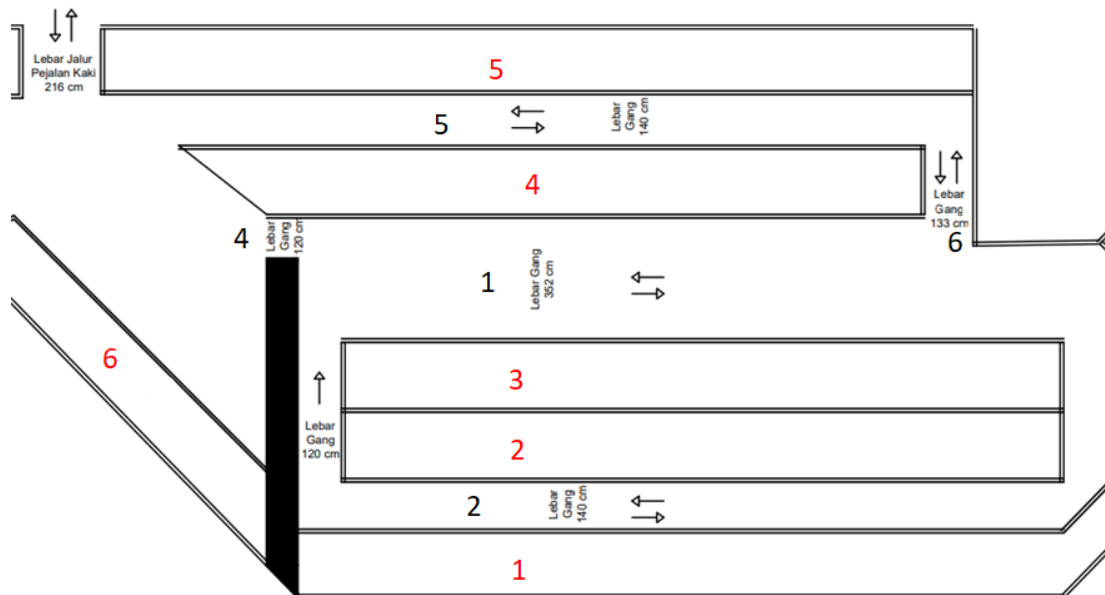 Lebar Jalur
Pejalan Kaki
216 cm
5
5
Lebar
Gang
140 cm
4
Lebar
Gang
133 cm
6
4
Lebar
Gang
120 cm
1
Lebar Gang
352 cm
6
3
Lebar
Gang
120 cm
2
2
Lebar
Gang
140 cm
1